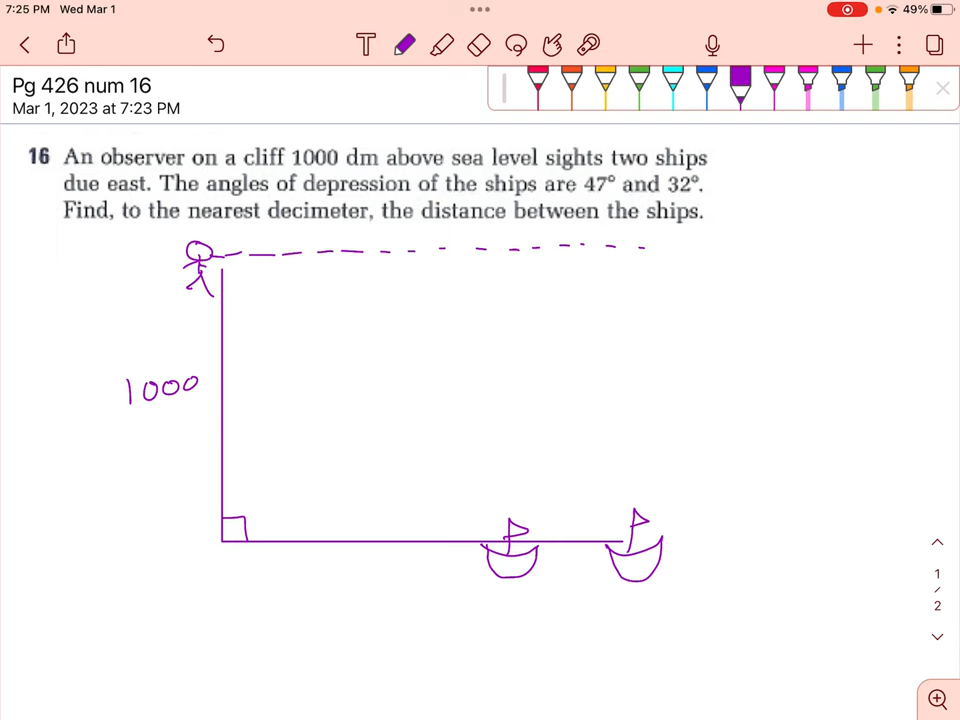 7:25 PM Wed Mar 1
49%
T
Pg 426 num 16
Mar 1, 2023 at 7:23 PM
16 An observer on a cliff 1000 dm above sea level sights two ships
due east. The angles of depression of the ships are 47° and 32°.
Find, to the nearest decimeter, the distance between the ships.
1000
1
/
2